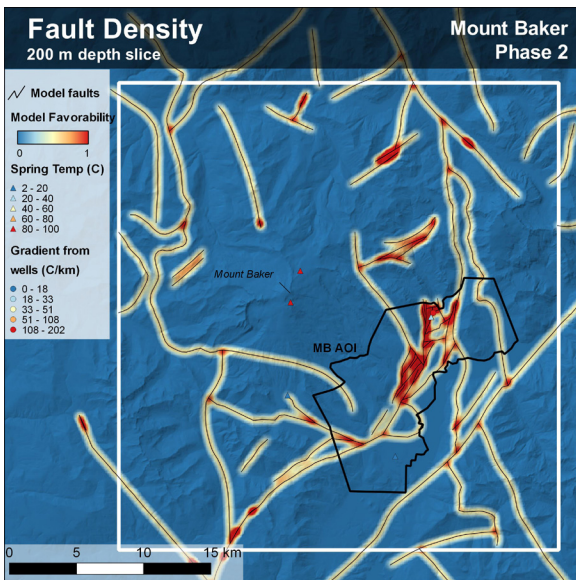 Fault Density
200 m depth slice
Mount Baker
Phase 2
Model faults
Model Favorability
0 1
Spring Temp (C)
2 - 20
20 - 40
40 - 60
60 - 80
80 - 100
Gradient from
wells (C/km)
0 - 18
18 - 33
33 - 51
51 - 108
108 - 202
Mount Baker
MB AOI
0 5 10 15 km